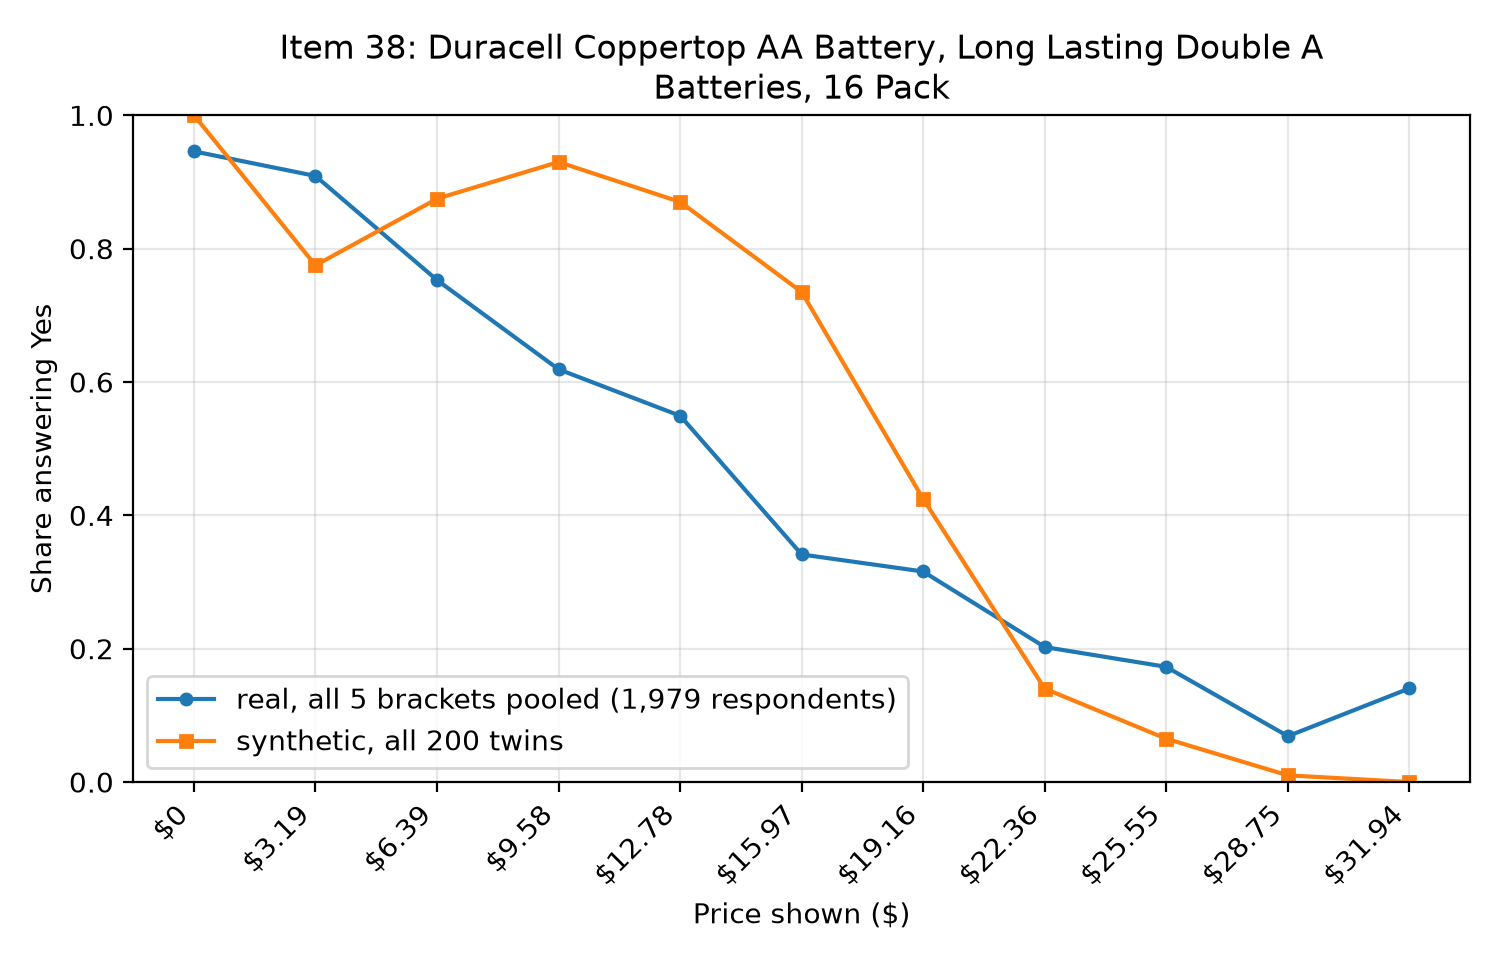 Item 38: Duracell Coppertop AA Battery, Long Lasting Double A
Batteries, 16 Pack
1.0
0.8
0.6
0.4
0.2
0.0
Share answering Yes
real, all 5 brackets pooled (1,979 respondents)
synthetic, all 200 twins
$0
$3.19
$6.39
$9.58
$12.78
$15.97
$19.16
$22.36
$25.55
$28.75
$31.94
Price shown ($)